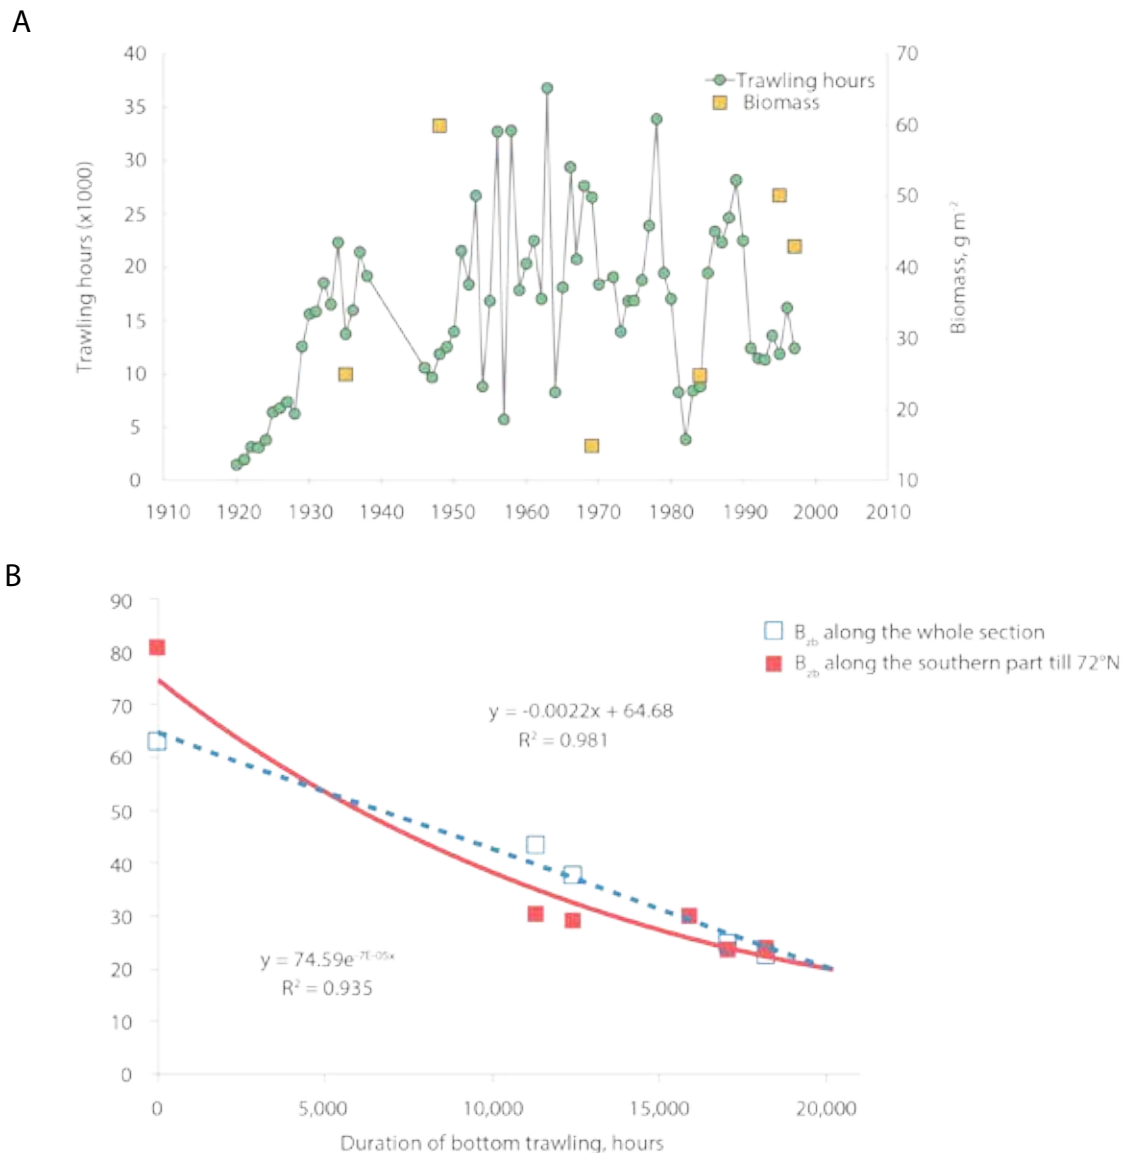 A
40
35
30
25
20
15
10
5
0
Trawling hours (x1000)
70
60
50
40
30
20
10
Biomass, g m⁻²
Trawling hours
Biomass
1910 1920 1930 1940 1950 1960 1970 1980 1990 2000 2010
B
90
80
70
60
50
40
30
20
10
0
B_zb along the whole section
B_zb along the southern part till 72°N
y = -0.0022x + 64.68
R² = 0.981
y = 74.59e^-7E-05x
R² = 0.935
0 5,000 10,000 15,000 20,000
Duration of bottom trawling, hours